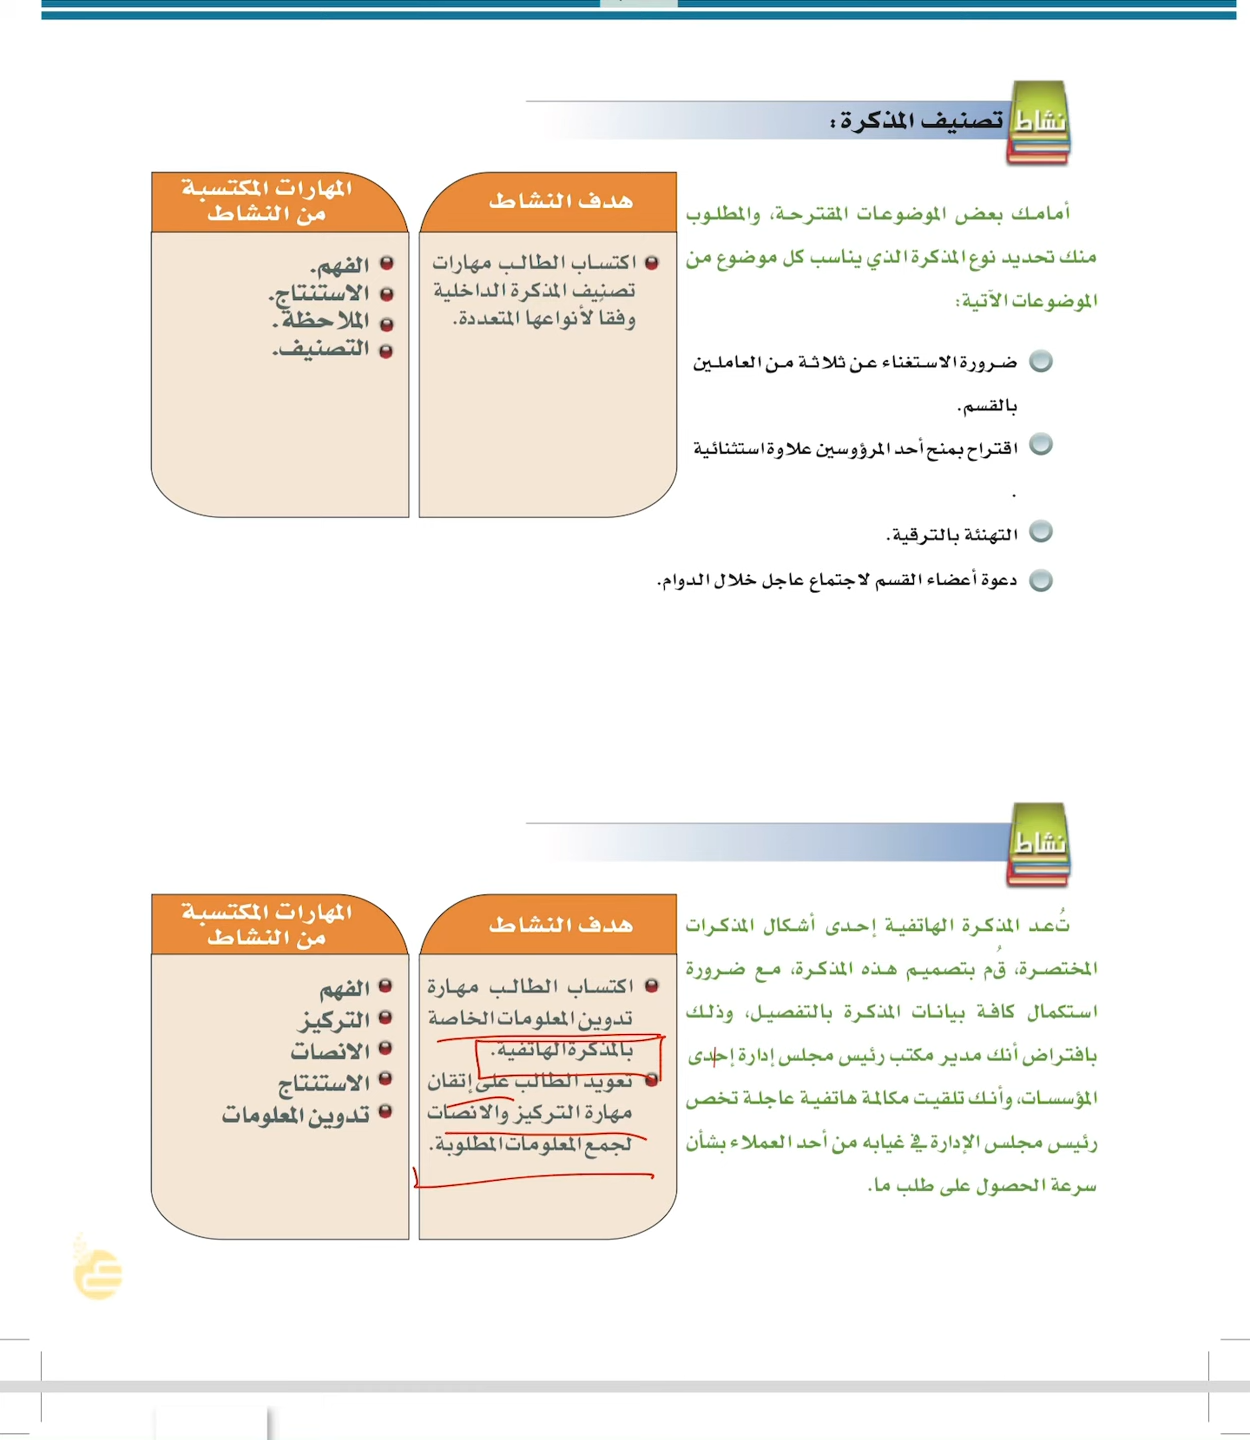 نشاط
تصنيف المذكرة:
أمامك بعض الموضوعات المقترحة، والمطلوب
منك تحديد نوع المذكرة الذي يناسب كل موضوع من
الموضوعات الآتية:
ضرورة الاستغناء عن ثلاثة من العاملين
بالقسم.
اقتراح بمنح أحد المرؤوسين علاوة استثنائية
.
التهنئة بالترقية.
دعوة أعضاء القسم لاجتماع عاجل خلال الدوام.
هدف النشاط
اكتساب الطالب مهارات
تصنيف المذكرة الداخلية
وفقًا لأنواعها المتعددة.
المهارات المكتسبة
من النشاط
الفهم.
الاستنتاج.
الملاحظة.
التصنيف.
نشاط
تُعد المذكرة الهاتفية إحدى أشكال المذكرات
المختصرة، قُم بتصميم هذه المذكرة، مع ضرورة
استكمال كافة بيانات المذكرة بالتفصيل، وذلك
بافتراض أنك مدير مكتب رئيس مجلس إدارة إحدى
المؤسسات، وأنك تلقيت مكالمة هاتفية عاجلة تخص
رئيس مجلس الإدارة في غيابه من أحد العملاء بشأن
سرعة الحصول على طلب ما.
هدف النشاط
اكتساب الطالب مهارة
تدوين المعلومات الخاصة
بالمذكرة الهاتفية.
تعويد الطالب على إتقان
مهارة التركيز والانصات
لجمع المعلومات المطلوبة.
المهارات المكتسبة
من النشاط
الفهم
التركيز
الانصات
الاستنتاج
تدوين المعلومات